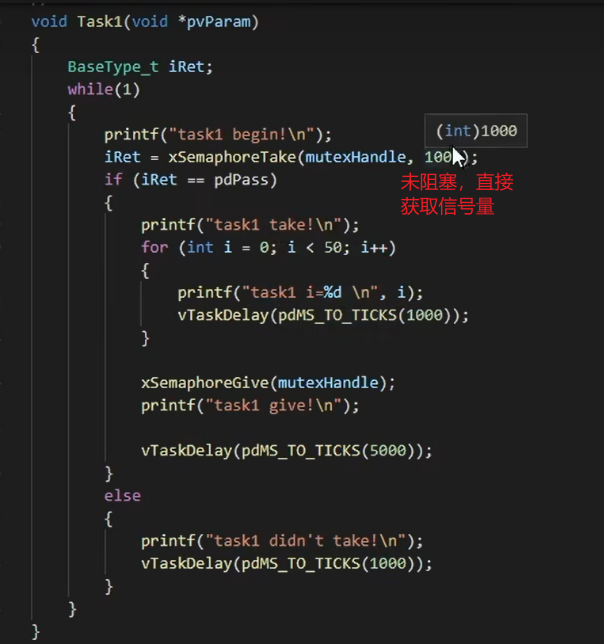 void Task1(void *pvParam)
{
BaseType_t iRet;
while(1)
{
printf("task1 begin!\n");
(int)1000
iRet = xSemaphoreTake(mutexHandle, 1000);
未阻塞，直接
获取信号量
if (iRet == pdPass)
{
printf("task1 take!\n");
for (int i = 0; i < 50; i++)
{
printf("task1 i=%d \n", i);
vTaskDelay(pdMS_TO_TICKS(1000));
}
xSemaphoreGive(mutexHandle);
printf("task1 give!\n");
vTaskDelay(pdMS_TO_TICKS(5000));
}
else
{
printf("task1 didn't take!\n");
vTaskDelay(pdMS_TO_TICKS(1000));
}
}
}